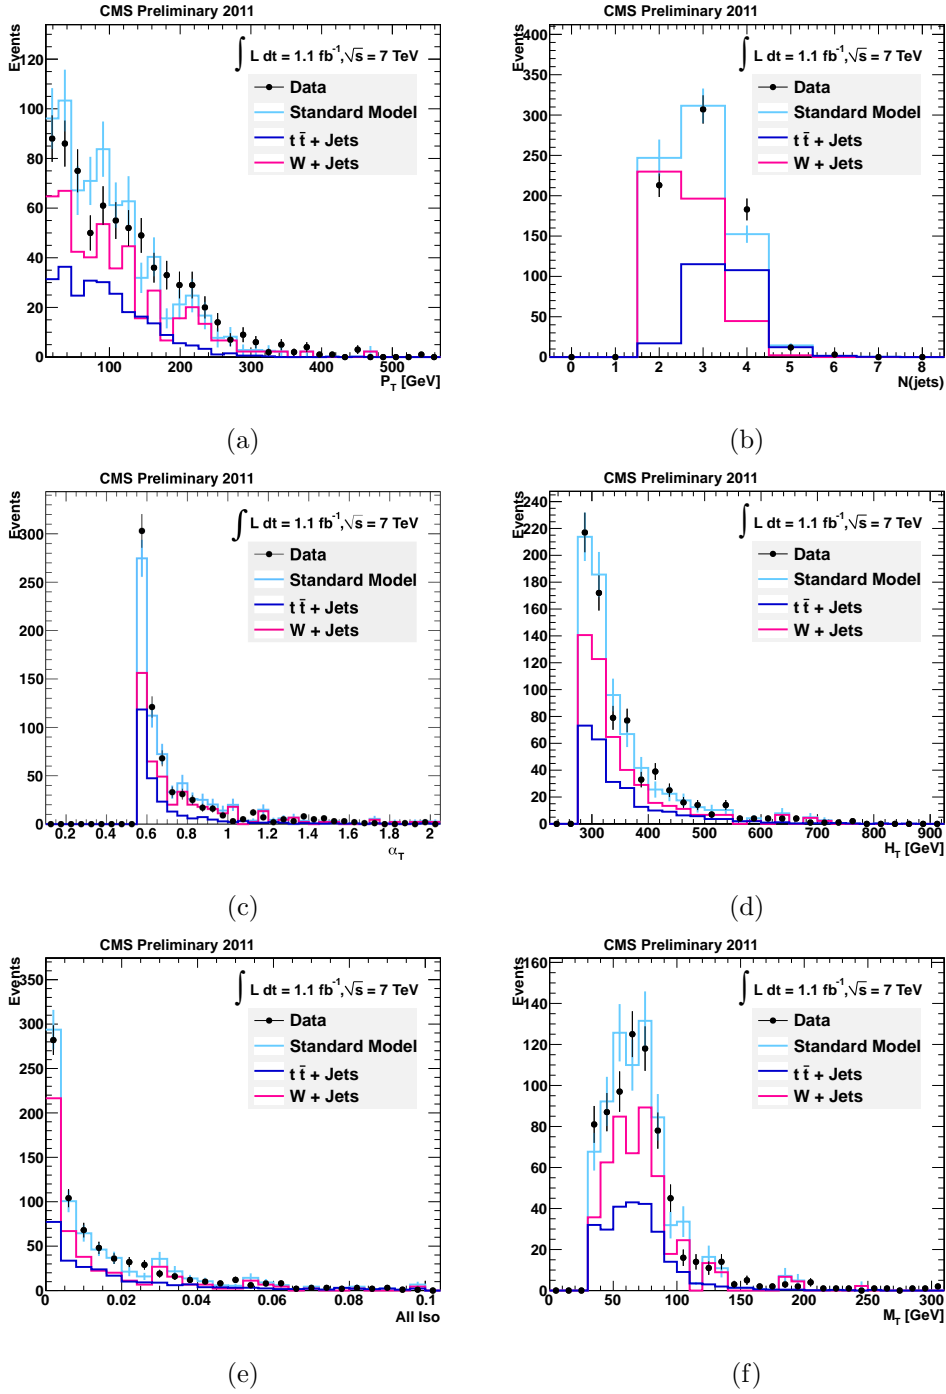 CMS Preliminary 2011
Events
∫ L dt = 1.1 fb⁻¹, √s = 7 TeV
Data
Standard Model
t t̄ + Jets
W + Jets
120
100
80
60
40
20
0
100 200 300 400 500
P_T [GeV]
(a)
CMS Preliminary 2011
Events
∫ L dt = 1.1 fb⁻¹, √s = 7 TeV
Data
Standard Model
t t̄ + Jets
W + Jets
400
350
300
250
200
150
100
50
0
0 1 2 3 4 5 6 7 8
N(jets)
(b)
CMS Preliminary 2011
Events
∫ L dt = 1.1 fb⁻¹, √s = 7 TeV
Data
Standard Model
t t̄ + Jets
W + Jets
300
250
200
150
100
50
0
0.2 0.4 0.6 0.8 1 1.2 1.4 1.6 1.8 2
α_T
(c)
CMS Preliminary 2011
Events
∫ L dt = 1.1 fb⁻¹, √s = 7 TeV
Data
Standard Model
t t̄ + Jets
W + Jets
240
220
200
180
160
140
120
100
80
60
40
20
0
300 400 500 600 700 800 900
H_T [GeV]
(d)
CMS Preliminary 2011
Events
∫ L dt = 1.1 fb⁻¹, √s = 7 TeV
Data
Standard Model
t t̄ + Jets
W + Jets
350
300
250
200
150
100
50
0
0 0.02 0.04 0.06 0.08 0.1
All Iso
(e)
CMS Preliminary 2011
Events
∫ L dt = 1.1 fb⁻¹, √s = 7 TeV
Data
Standard Model
t t̄ + Jets
W + Jets
160
140
120
100
80
60
40
20
0
0 50 100 150 200 250 300
M_T [GeV]
(f)